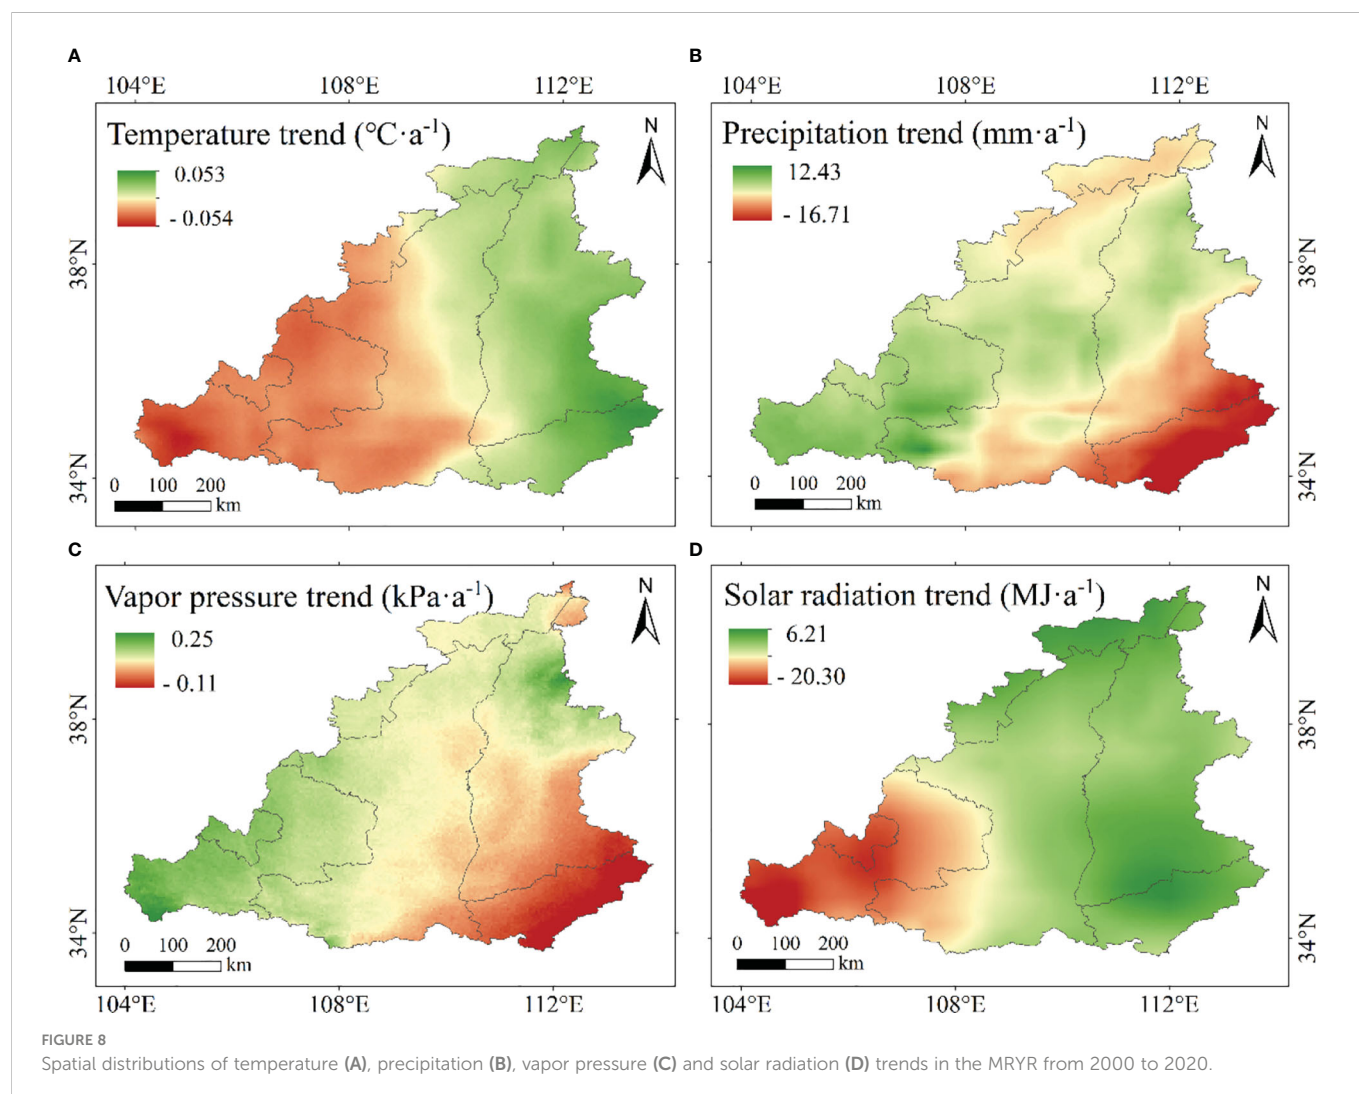 A
104°E 108°E 112°E
Temperature trend (°C·a-1)
0.053
- 0.054
N
38°N
34°N
0 100 200
km
B
104°E 108°E 112°E
Precipitation trend (mm·a-1)
12.43
- 16.71
N
38°N
34°N
0 100 200
km
C
Vapor pressure trend (kPa·a-1)
0.25
- 0.11
N
38°N
34°N
0 100 200
km
104°E 108°E 112°E
D
Solar radiation trend (MJ·a-1)
6.21
- 20.30
N
38°N
34°N
0 100 200
km
104°E 108°E 112°E
FIGURE 8
Spatial distributions of temperature (A), precipitation (B), vapor pressure (C) and solar radiation (D) trends in the MRYR from 2000 to 2020.